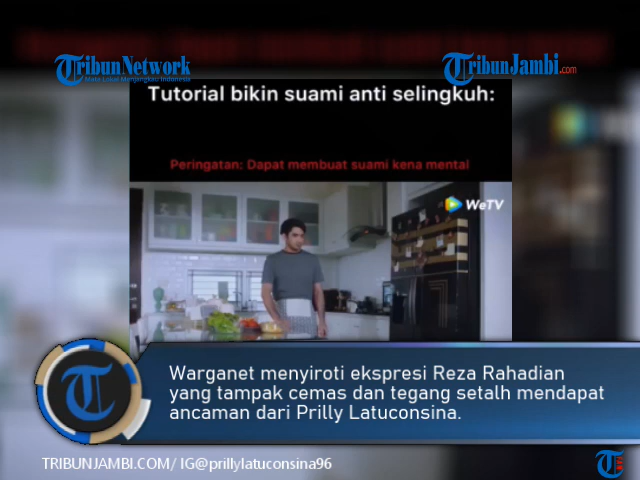 TribunNetwork
Mata Lokal Menjangkau Indonesia
TribunJambi.com
Tutorial bikin suami anti selingkuh:
Peringatan: Dapat membuat suami kena mental
WeTV
Warganet menyiroti ekspresi Reza Rahadian
yang tampak cemas dan tegang setalh mendapat
ancaman dari Prilly Latuconsina.
TRIBUNJAMBI.COM/ IG@prillylatuconsina96